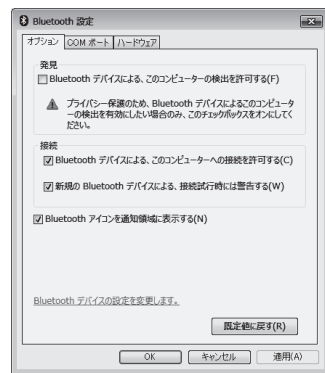 Bluetooth 設定
オプション COM ポート ハードウェア
発見
Bluetooth デバイスによる、このコンピューターの検出を許可する(F)
プライバシー保護のため、Bluetooth デバイスによるこのコンピュータ
ーの検出を有効にしたい場合のみ、このチェックボックスをオンにしてく
ださい。
接続
Bluetooth デバイスによる、このコンピューターへの接続を許可する(C)
新規の Bluetooth デバイスによる、接続試行時には警告する(W)
Bluetooth アイコンを通知領域に表示する(N)
Bluetooth デバイスの設定を変更します。
既定値に戻す(R)
OK キャンセル 適用(A)